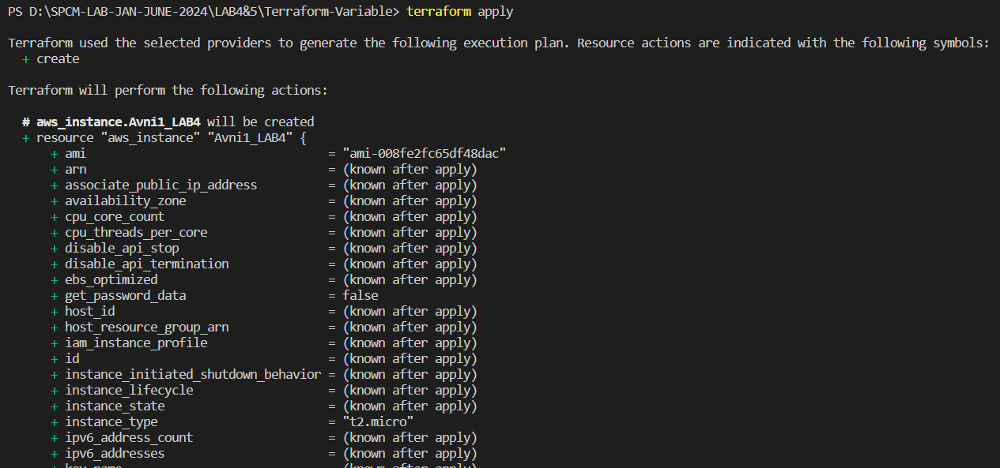 PS D:\SPCM-LAB-JAN-JUNE-2024\LAB4&5\Terraform-Variable> terraform apply
Terraform used the selected providers to generate the following execution plan. Resource actions are indicated with the following symbols:
+ create
Terraform will perform the following actions:
# aws_instance.Avni1_LAB4 will be created
+ resource "aws_instance" "Avni1_LAB4" {
+ ami = "ami-008fe2fc65df48dac"
+ arn = (known after apply)
+ associate_public_ip_address = (known after apply)
+ availability_zone = (known after apply)
+ cpu_core_count = (known after apply)
+ cpu_threads_per_core = (known after apply)
+ disable_api_stop = (known after apply)
+ disable_api_termination = (known after apply)
+ ebs_optimized = (known after apply)
+ get_password_data = false
+ host_id = (known after apply)
+ host_resource_group_arn = (known after apply)
+ iam_instance_profile = (known after apply)
+ id = (known after apply)
+ instance_initiated_shutdown_behavior = (known after apply)
+ instance_lifecycle = (known after apply)
+ instance_state = (known after apply)
+ instance_type = "t2.micro"
+ ipv6_address_count = (known after apply)
+ ipv6_addresses = (known after apply)
+ key_name = (known after apply)